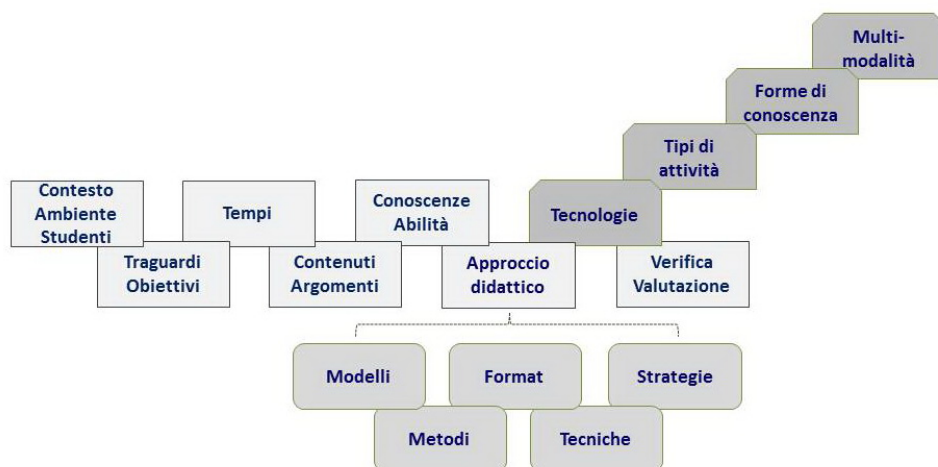 Multi-
modalità
Forme di
conoscenza
Tipi di
attività
Contesto
Ambiente
Studenti
Tempi
Conoscenze
Abilità
Tecnologie
Traguardi
Obiettivi
Contenuti
Argomenti
Approccio
didattico
Verifica
Valutazione
Modelli
Format
Strategie
Metodi
Tecniche